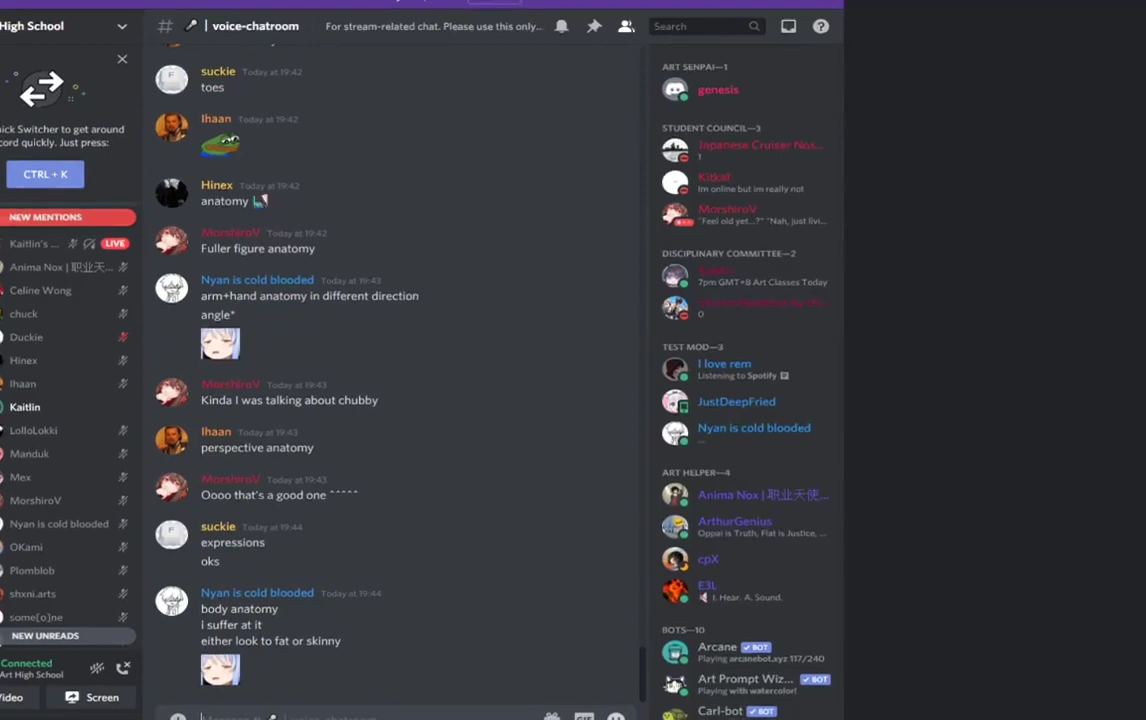 High School
| voice-chatroom
For stream-related chat. Please use this only...
Search
ick Switcher to get around
cord quickly. Just press:
CTRL + K
NEW MENTIONS
Kaitlin's ...
LIVE
Anima Nox | 职业天...
Celine Wong
chuck
Duckie
Hinex
Ihaan
Kaitlin
LolloLokki
Manduk
Mex
MorshiroV
Nyan is cold blooded
OKami
Plomblob
shxni.arts
some[o]ne
NEW UNREADS
Connected
Art High School
ideo
Screen
suckie Today at 19:42
toes
Ihaan Today at 19:42
Hinex Today at 19:42
anatomy
MorshiroV Today at 19:42
Fuller figure anatomy
Nyan is cold blooded Today at 19:43
arm+hand anatomy in different direction
angle*
MorshiroV Today at 19:43
Kinda I was talking about chubby
Ihaan Today at 19:43
perspective anatomy
MorshiroV Today at 19:43
Oooo that's a good one ^^^^^
suckie Today at 19:44
expressions
oks
Nyan is cold blooded Today at 19:44
body anatomy
i suffer at it
either look to fat or skinny
ART SENPAI—1
genesis
STUDENT COUNCIL—3
Japanese Cruiser Nos...
1
Kitkat
Im online but im really not
MorshiroV
"Feel old yet...?" "Nah, just livi...
DISCIPLINARY COMMITTEE—2
7pm GMT+8 Art Classes Today
0
TEST MOD—3
I love rem
Listening to Spotify
JustDeepFried
Nyan is cold blooded
...
ART HELPER—4
Anima Nox | 职业天使...
ArthurGenius
Oppai is Truth, Flat is Justice, ...
cpX
E3L
I. Hear. A. Sound.
BOTS—10
Arcane BOT
Playing arcanebot.xyz 117/240
Art Prompt Wiz... BOT
Playing with watercolor!
Carl-bot BOT